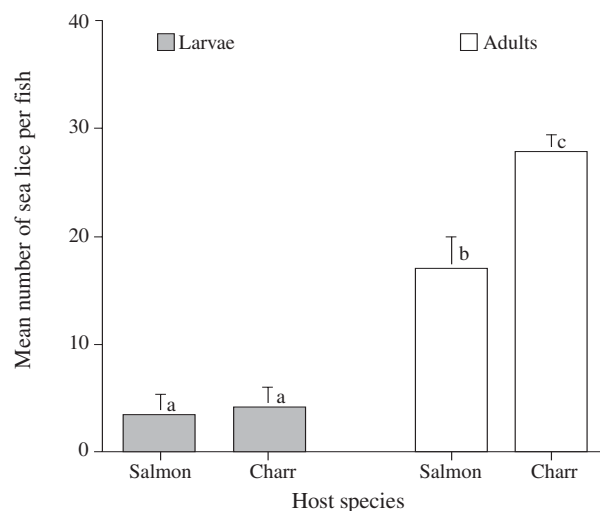 Mean number of sea lice per fish
40
30
20
10
0
Larvae
Adults
a
a
b
c
Salmon
Charr
Salmon
Charr
Host species